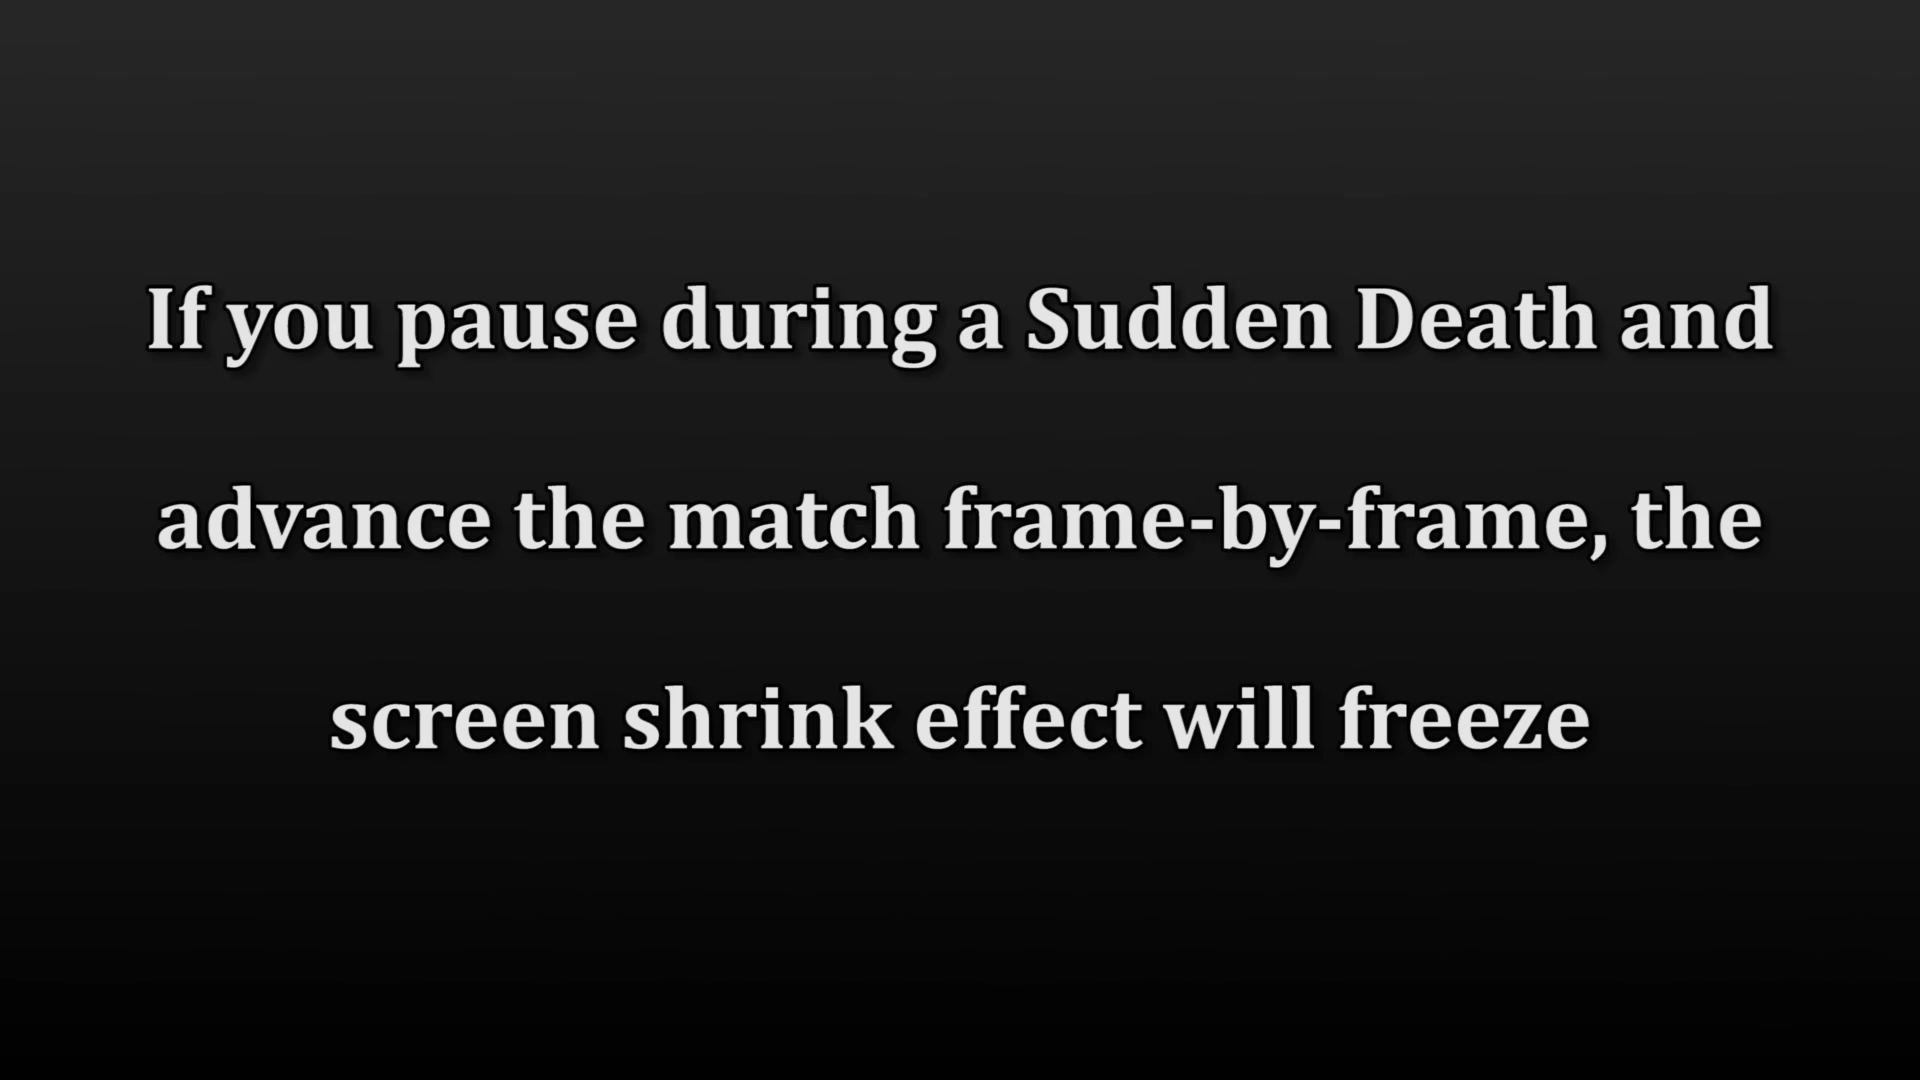 If you pause during a Sudden Death and
advance the match frame-by-frame, the
screen shrink effect will freeze